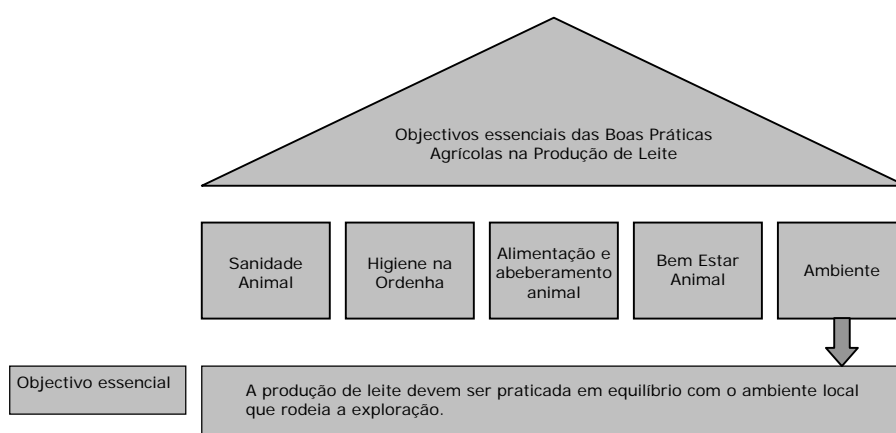 Objectivos essenciais das Boas Práticas
Agrícolas na Produção de Leite
Sanidade
Animal
Higiene na
Ordenha
Alimentação e
abeberamento
animal
Bem Estar
Animal
Ambiente
Objectivo essencial
A produção de leite devem ser praticada em equilíbrio com o ambiente local
que rodeia a exploração.